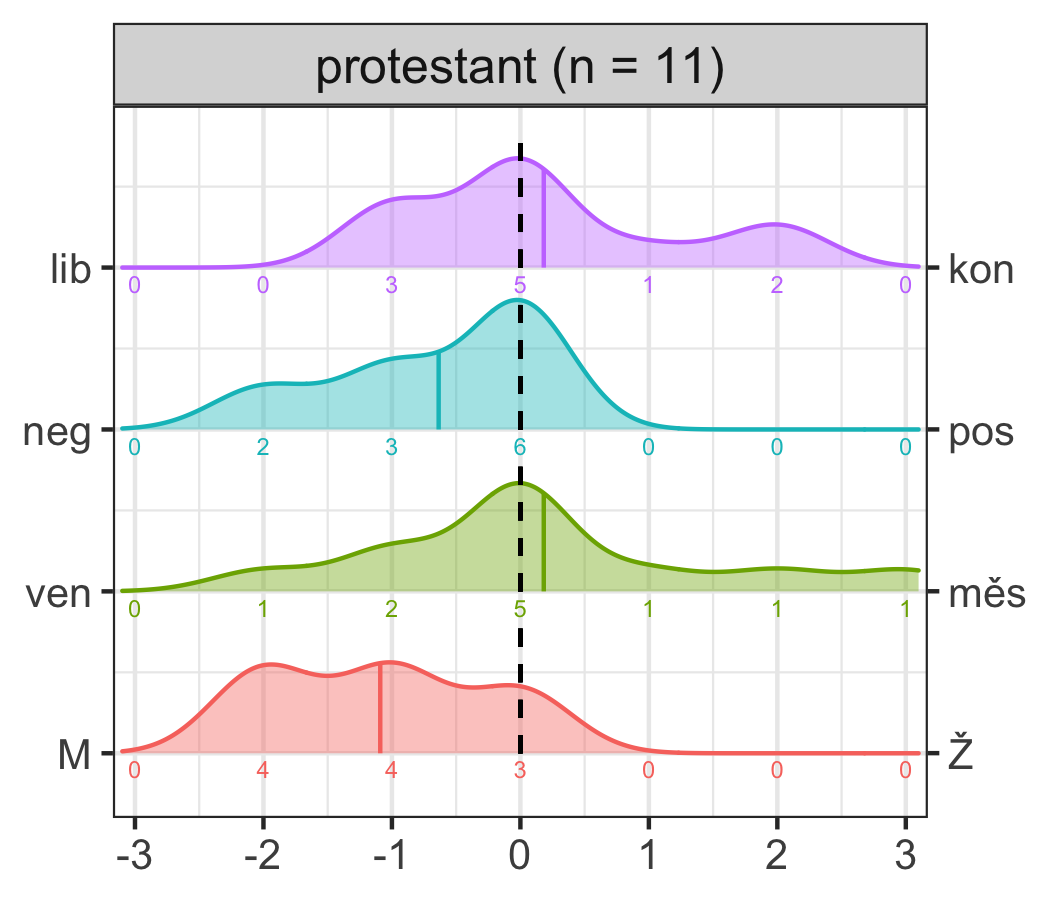 protestant (n = 11)
lib kon
0 0 3 5 1 2 0
neg pos
0 2 3 6 0 0 0
ven měs
0 1 2 5 1 1 1
M Ž
0 4 4 3 0 0 0
-3 -2 -1 0 1 2 3